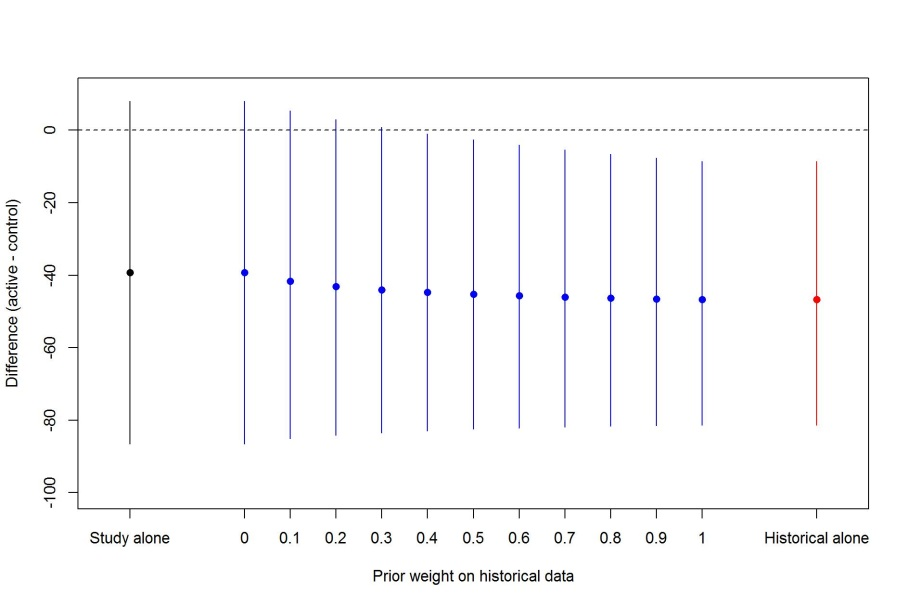 Difference (active - control)
0
-20
-40
-60
-80
-100
Study alone 0 0.1 0.2 0.3 0.4 0.5 0.6 0.7 0.8 0.9 1 Historical alone
Prior weight on historical data